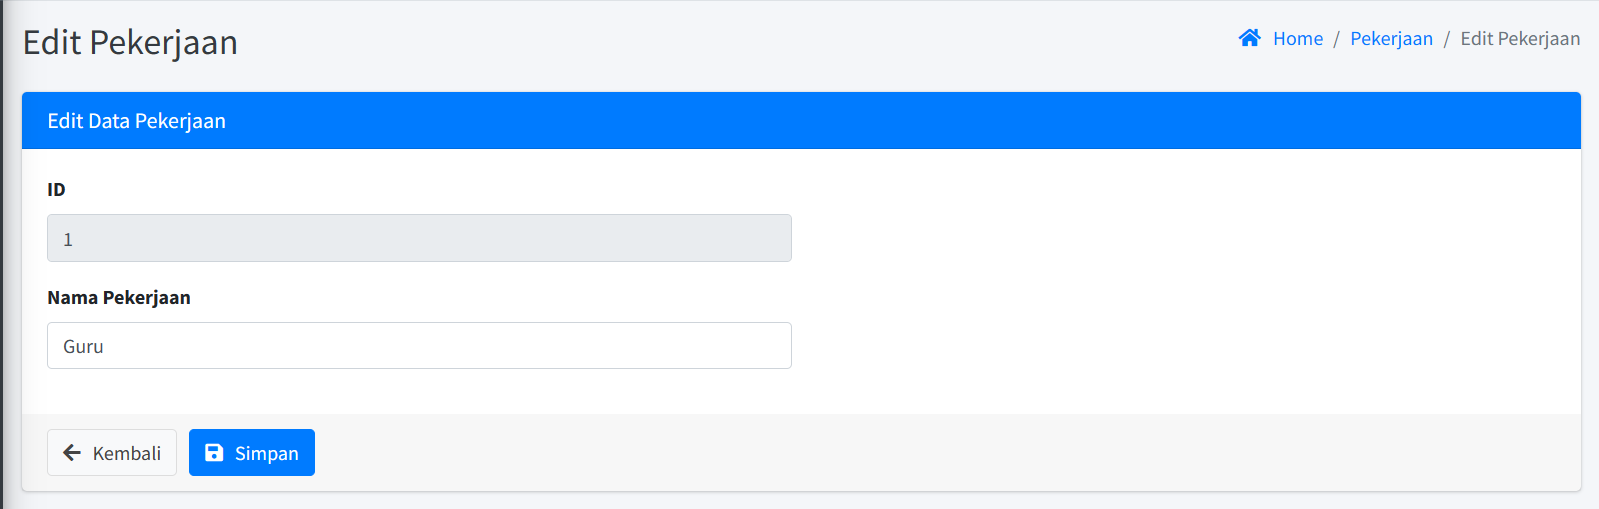 Edit Pekerjaan
Home / Pekerjaan / Edit Pekerjaan
Edit Data Pekerjaan
ID
1
Nama Pekerjaan
Guru
Kembali
Simpan